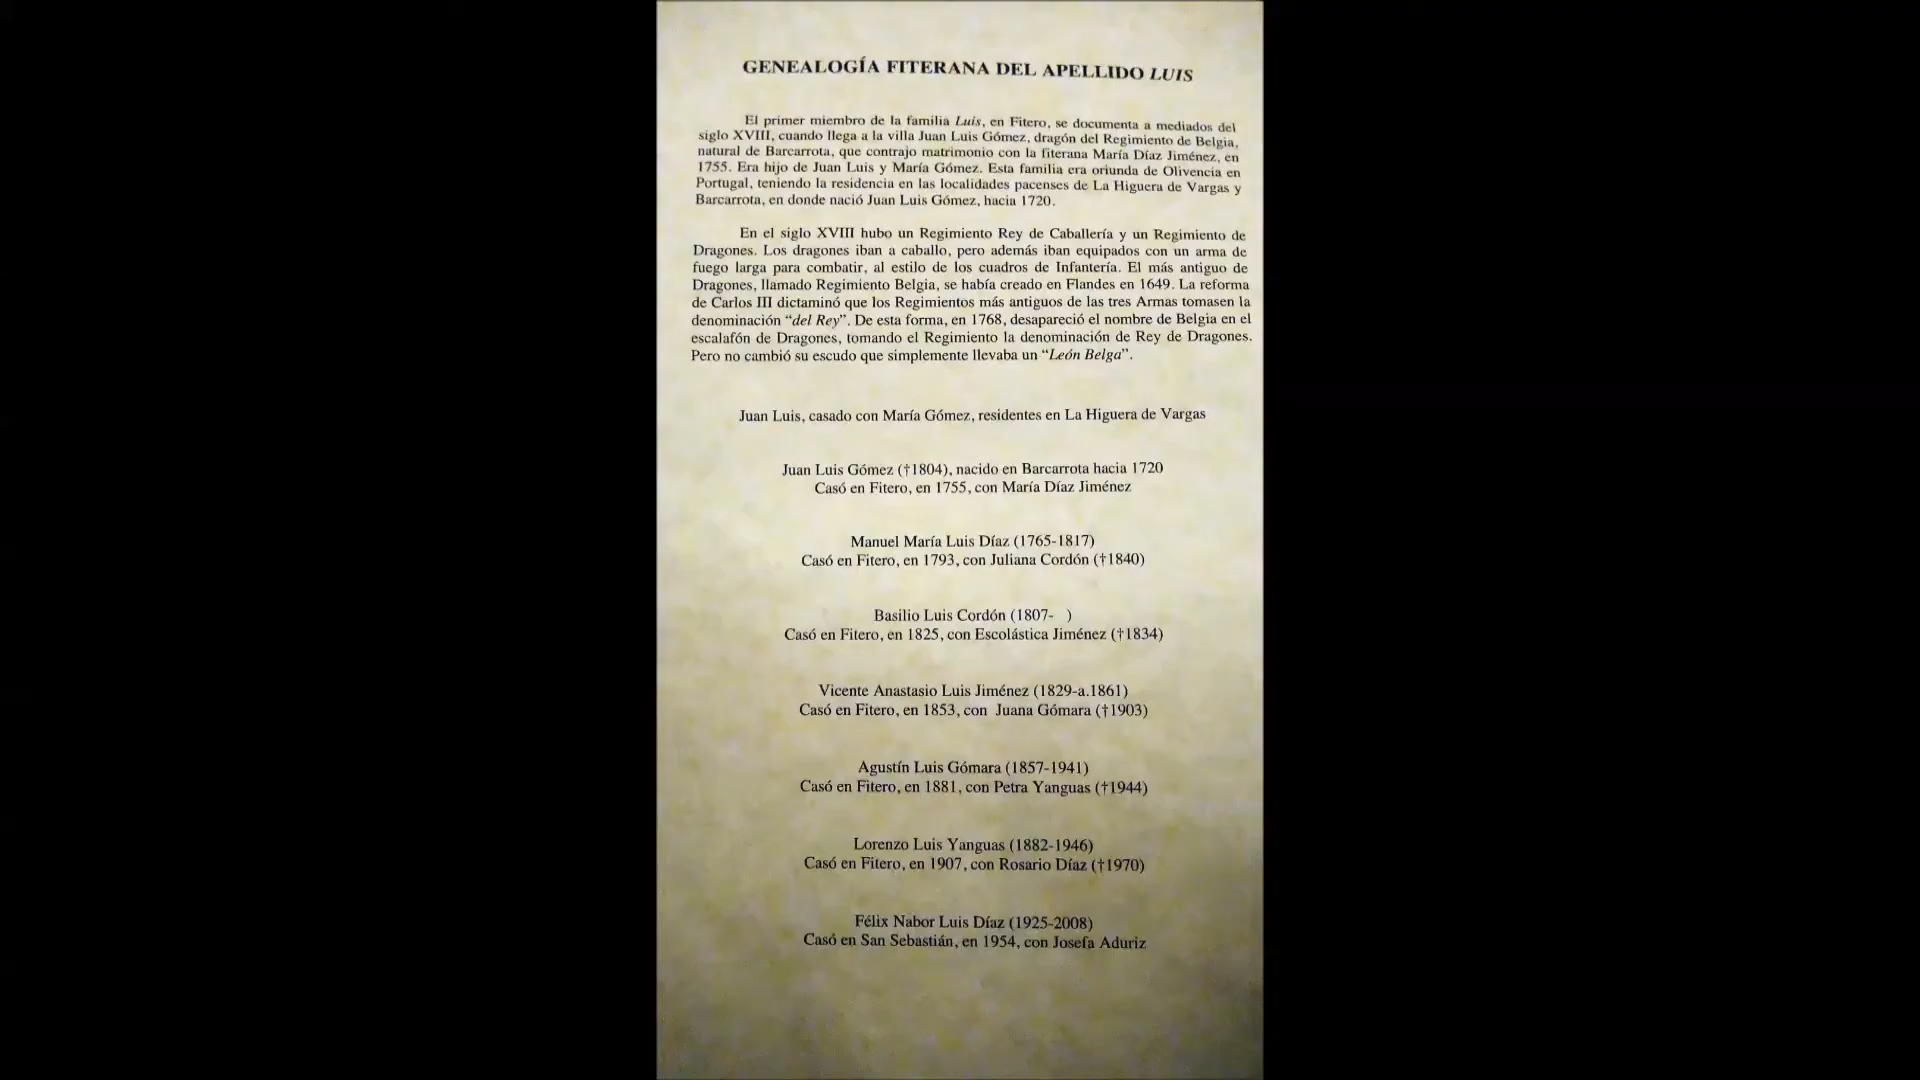 GENEALOGÍA FITERANA DEL APELLIDO LUIS
El primer miembro de la familia Luis, en Fitero, se documenta a mediados del
siglo XVIII, cuando llega a la villa Juan Luis Gómez, dragón del Regimiento de Belgia,
natural de Barcarrota, que contrajo matrimonio con la fiterana María Díaz Jiménez, en
1755. Era hijo de Juan Luis y María Gómez. Esta familia era oriunda de Olivencia en
Portugal, teniendo la residencia en las localidades pacenses de La Higuera de Vargas y
Barcarrota, en donde nació Juan Luis Gómez, hacia 1720.
En el siglo XVIII hubo un Regimiento Rey de Caballería y un Regimiento de
Dragones. Los dragones iban a caballo, pero además iban equipados con un arma de
fuego larga para combatir, al estilo de los cuadros de Infantería. El más antiguo de
Dragones, llamado Regimiento Belgia, se había creado en Flandes en 1649. La reforma
de Carlos III dictaminó que los Regimientos más antiguos de las tres Armas tomasen la
denominación “del Rey”. De esta forma, en 1768, desapareció el nombre de Belgia en el
escalafón de Dragones, tomando el Regimiento la denominación de Rey de Dragones.
Pero no cambió su escudo que simplemente llevaba un “León Belga”.
Juan Luis, casado con María Gómez, residentes en La Higuera de Vargas
Juan Luis Gómez (†1804), nacido en Barcarrota hacia 1720
Casó en Fitero, en 1755, con María Díaz Jiménez
Manuel María Luis Díaz (1765-1817)
Casó en Fitero, en 1793, con Juliana Cordón (†1840)
Basilio Luis Cordón (1807-   )
Casó en Fitero, en 1825, con Escolástica Jiménez (†1834)
Vicente Anastasio Luis Jiménez (1829-a.1861)
Casó en Fitero, en 1853, con  Juana Gómara (†1903)
Agustín Luis Gómara (1857-1941)
Casó en Fitero, en 1881, con Petra Yanguas (†1944)
Lorenzo Luis Yanguas (1882-1946)
Casó en Fitero, en 1907, con Rosario Díaz (†1970)
Félix Nabor Luis Díaz (1925-2008)
Casó en San Sebastián, en 1954, con Josefa Aduriz